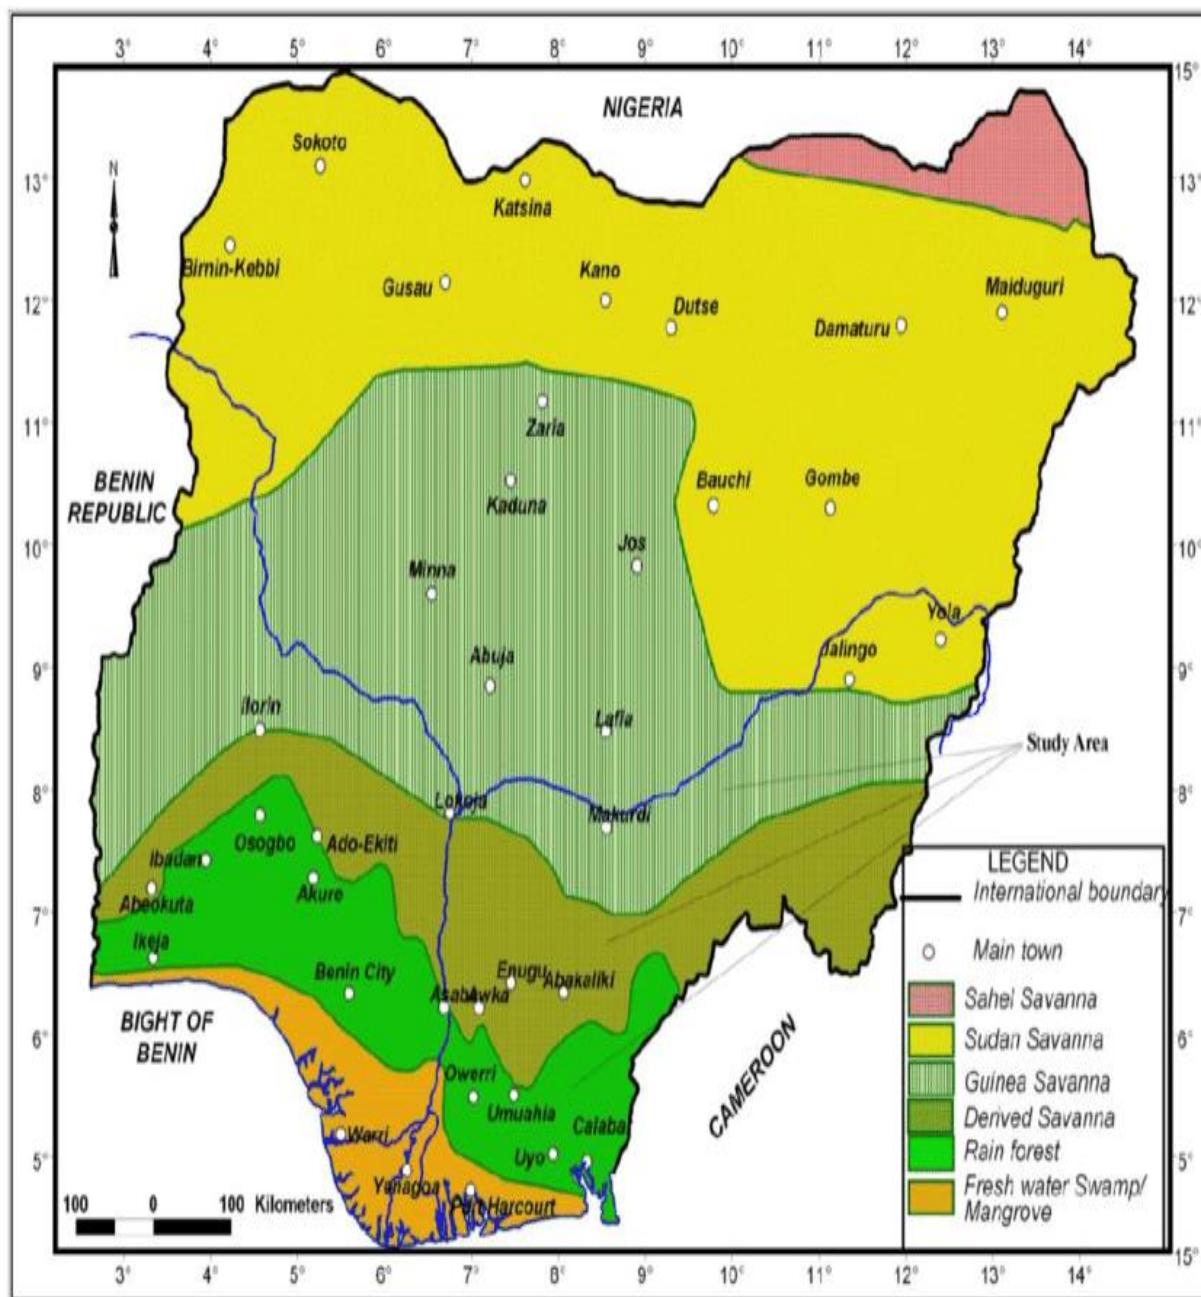 3° 4° 5° 6° 7° 8° 9° 10° 11° 12° 13° 14°
15° 
NIGERIA
Sokoto
N
13° 13°
Katsina
Birnin-Kebbi
Kano
Gusau
Maiduguri
Dutse
12° 12°
Damaturu
11° 11°
Zaria
BENIN
REPUBLIC
Bauchi
Gombe
Kaduna
10° 10°
Jos
Minna
Yola
Abuja
Jalingo
9° 9°
Ilorin
Lafia
Study Area
8° 8°
Lokoja
Makurdi
Osogbo
Ado-Ekiti
Ibadan
LEGEND
International boundary
Akure
Abeokuta
7° 7°
Ikeja
Main town
Benin City
Enugu
Abakaliki
Asaba
Awka
Sahel Savanna
BIGHT OF
BENIN
6° 6°
Sudan Savanna
Owerri
Guinea Savanna
CAMEROON
Umuahia
Calaba
Derived Savanna
Warri
Rain forest
5° 5°
Uyo
Yanagoa
Fresh water Swamp/
Mangrove
100 0 100 Kilometers
Port Harcourt
15°
3° 4° 5° 6° 7° 8° 9° 10° 11° 12° 13° 14°